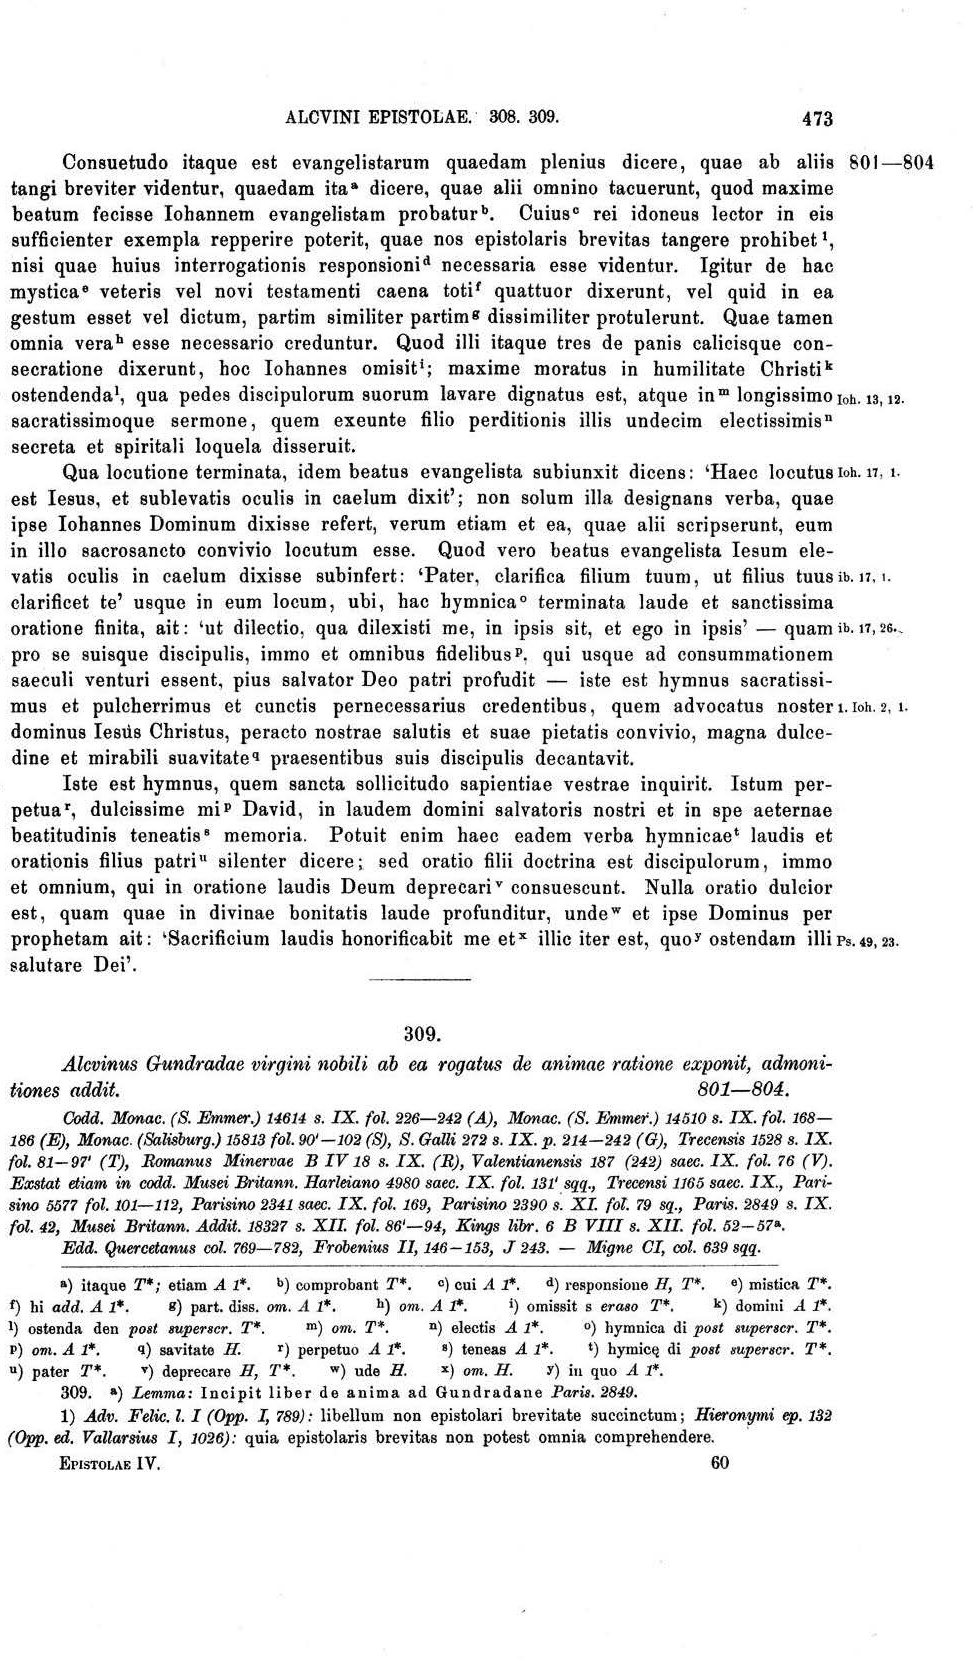 ALCVINI EPISTOLAE. 308. 309. 473
Consuetudo itaque est evangelistarum quaedam plenius dicere, quae ab aliis 801—804
tangi breviter videntur, quaedam ita a dicere, quae alii omnino tacuerunt, quod maxime
beatum fecisse Iohannem evangelistam probatur b. Cuius c rei idoneus lector in eis
sufficienter exempla repperire poterit, quae nos epistolaris brevitas tangere prohibet 1,
nisi quae huius interrogationis responsioni d necessaria esse videntur. Igitur de hac
mystica e veteris vel novi testamenti caena toti f quattuor dixerunt, vel quid in ea
gestum esset vel dictum, partim similiter partim g dissimiliter protulerunt. Quae tamen
omnia vera h esse necessario creduntur. Quod illi itaque tres de panis calicisque con-
secratione dixerunt, hoc Iohannes omisit i; maxime moratus in humilitate Christi k
ostendenda l, qua pedes discipulorum suorum lavare dignatus est, atque in m longissimo Ioh. 13, 12.
sacratissimoque sermone, quem exeunte filio perditionis illis undecim electissimis n
secreta et spiritali loquela disseruit.
Qua locutione terminata, idem beatus evangelista subiunxit dicens: ‘Haec locutus Ioh. 17, 1.
est Iesus, et sublevatis oculis in caelum dixit’; non solum illa designans verba, quae
ipse Iohannes Dominum dixisse refert, verum etiam et ea, quae alii scripserunt, eum
in illo sacrosancto convivio locutum esse. Quod vero beatus evangelista Iesum ele-
vatis oculis in caelum dixisse subinfert: ‘Pater, clarifica filium tuum, ut filius tuus ib. 17, 1.
clarificet te’ usque in eum locum, ubi, hac hymnica o terminata laude et sanctissima
oratione finita, ait: ‘ut dilectio, qua dilexisti me, in ipsis sit, et ego in ipsis’ — quam ib. 17, 26.
pro se suisque discipulis, immo et omnibus fidelibus p, qui usque ad consummationem
saeculi venturi essent, pius salvator Deo patri profudit — iste est hymnus sacratissi-
mus et pulcherrimus et cunctis pernecessarius credentibus, quem advocatus noster 1. Ioh. 2, 1.
dominus Iesus Christus, peracto nostrae salutis et suae pietatis convivio, magna dulce-
dine et mirabili suavitate q praesentibus suis discipulis decantavit.
Iste est hymnus, quem sancta sollicitudo sapientiae vestrae inquirit. Istum per-
petua r, dulcissime mi p David, in laudem domini salvatoris nostri et in spe aeternae
beatitudinis teneatis s memoria. Potuit enim haec eadem verba hymnicae t laudis et
orationis filius patri u silenter dicere; sed oratio filii doctrina est discipulorum, immo
et omnium, qui in oratione laudis Deum deprecari v consuescunt. Nulla oratio dulcior
est, quam quae in divinae bonitatis laude profunditur, unde w et ipse Dominus per
prophetam ait: ‘Sacrificium laudis honorificabit me et x illic iter est, quo y ostendam illi Ps. 49, 23.
salutare Dei’.
309.
Alcvinus Gundradae virgini nobili ab ea rogatus de animae ratione exponit, admoni-
tiones addit. 801—804.
Codd. Monac. (S. Emmer.) 14614 s. IX. fol. 226—242 (A), Monac. (S. Emmer.) 14510 s. IX. fol. 168—
186 (E), Monac. (Salisburg.) 15813 fol. 90'—102 (S), S. Galli 272 s. IX. p. 214—242 (G), Trecensis 1528 s. IX.
fol. 81—97' (T), Romanus Minervae B IV 18 s. IX. (R), Valentianensis 187 (242) saec. IX. fol. 76 (V).
Exstat etiam in codd. Musei Britann. Harleiano 4980 saec. IX. fol. 131' sqq., Trecensi 1165 saec. IX., Pari-
sino 5577 fol. 101—112, Parisino 2341 saec. IX. fol. 169, Parisino 2390 s. XI. fol. 79 sq., Paris. 2849 s. IX.
fol. 42, Musei Britann. Addit. 18327 s. XII. fol. 86'—94, Kings libr. 6 B VIII s. XII. fol. 52—57 a.
Edd. Quercetanus col. 769—782, Frobenius II, 146—153, J 243. — Migne CI, col. 639 sqq.
a) itaque T*; etiam A 1*. b) comprobant T*. c) cui A 1*. d) responsione H, T*. e) mistica T*.
f) hi add. A 1*. g) part. diss. om. A 1*. h) om. A 1*. i) omissit s eraso T*. k) domini A 1*.
l) ostenda den post superscr. T*. m) om. T*. n) electis A 1*. o) hymnica di post superscr. T*.
p) om. A 1*. q) savitate H. r) perpetuo A 1*. s) teneas A 1*. t) hymicę di post superscr. T*.
u) pater T*. v) deprecare H, T*. w) ude H. x) om. H. y) in quo A 1*.
309. a) Lemma: Incipit liber de anima ad Gundradane Paris. 2849.
1) Adv. Felic. l. I (Opp. I, 789): libellum non epistolari brevitate succinctum; Hieronymi ep. 132
(Opp. ed. Vallarsius I, 1026): quia epistolaris brevitas non potest omnia comprehendere.
EPISTOLAE IV. 60